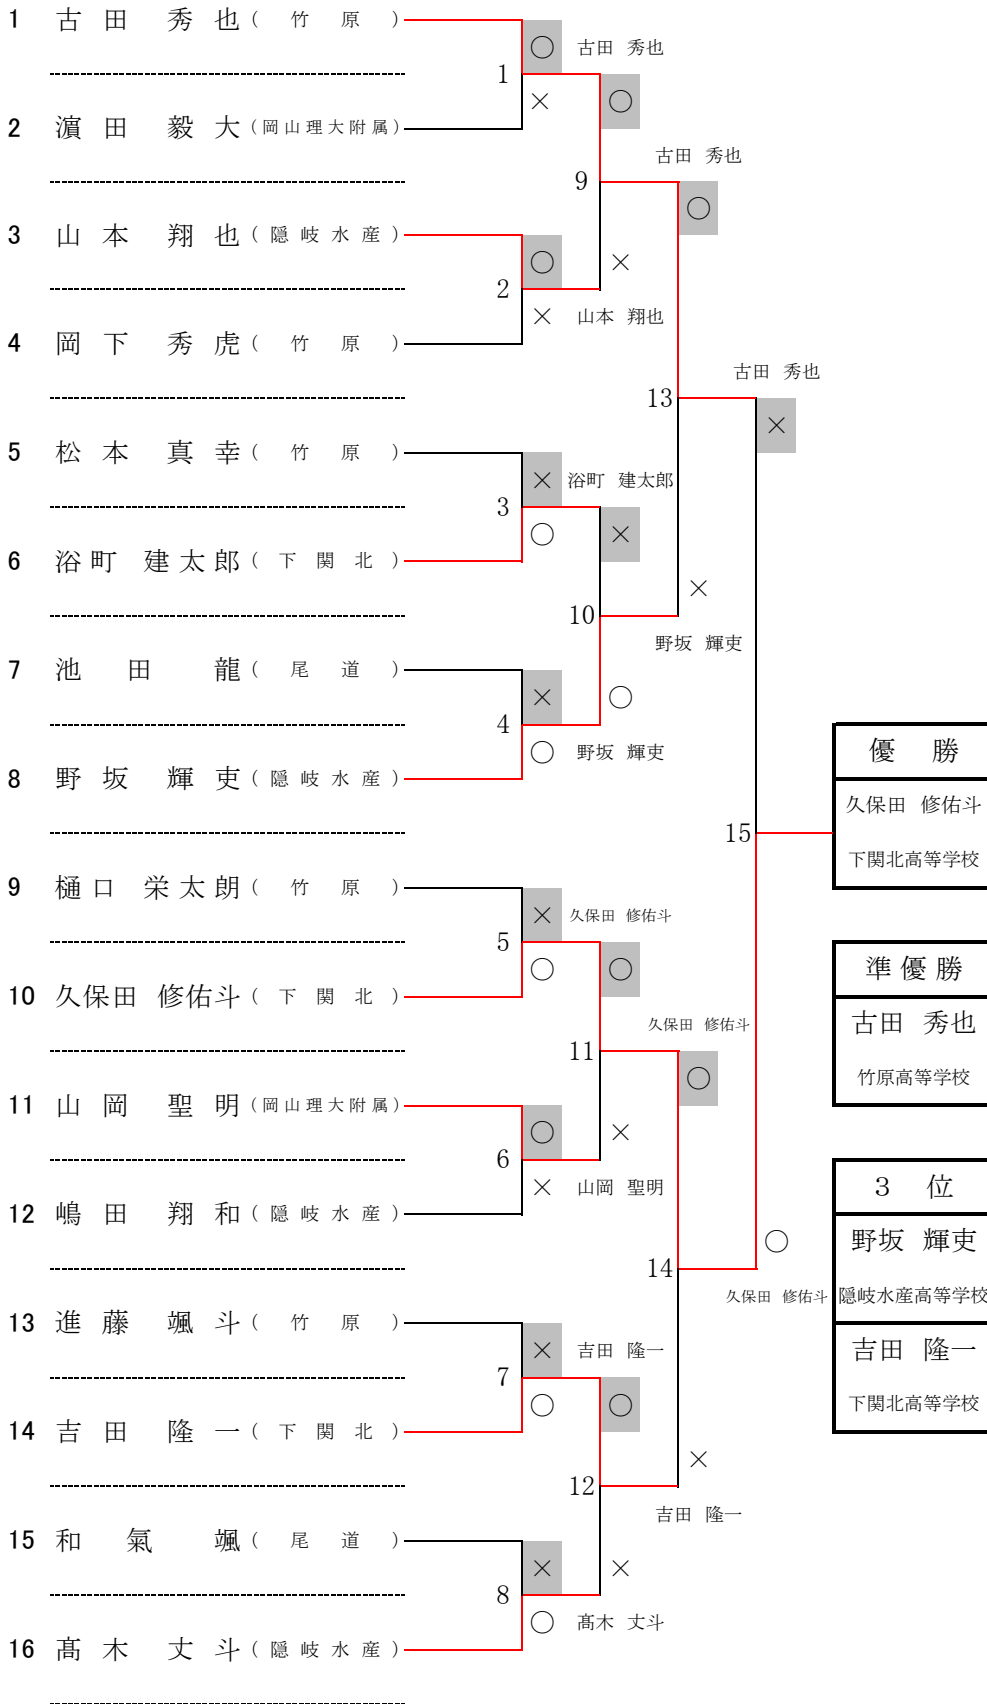 1 古田 秀也 (竹原)
○ 古田 秀也
1
×
○
2 濵田 毅大 (岡山理大附属)
古田 秀也
9
○
3 山本 翔也 (隠岐水産)
○
×
2
× 山本 翔也
4 岡下 秀虎 (竹原)
古田 秀也
13
×
5 松本 真幸 (竹原)
× 浴町 建太郎
3
○
×
6 浴町 建太郎 (下関北)
×
10
野坂 輝吏
7 池田 龍 (尾道)
×
○
4
○ 野坂 輝吏
8 野坂 輝吏 (隠岐水産)
優勝
久保田 修佑斗
15
下関北高等学校
9 樋口 栄太朗 (竹原)
× 久保田 修佑斗
5
○
○
準優勝
10 久保田 修佑斗 (下関北)
久保田 修佑斗
古田 秀也
11
○
竹原高等学校
11 山岡 聖明 (岡山理大附属)
○
×
6
× 山岡 聖明
3位
12 嶋田 翔和 (隠岐水産)
○
野坂 輝吏
14
久保田 修佑斗
隠岐水産高等学校
13 進藤 颯斗 (竹原)
× 吉田 隆一
吉田 隆一
7
○
○
下関北高等学校
14 吉田 隆一 (下関北)
×
12
吉田 隆一
15 和氣 颯 (尾道)
×
×
8
○ 髙木 丈斗
16 髙木 丈斗 (隠岐水産)